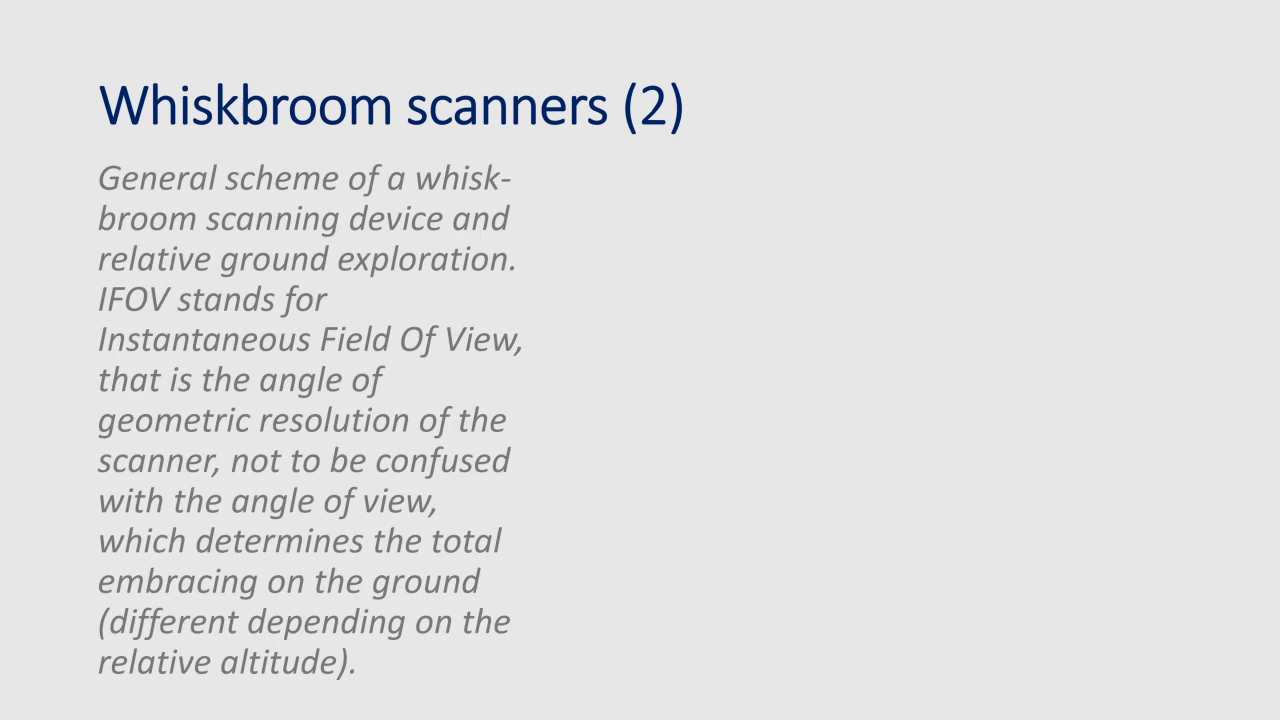 Whiskbroom scanners (2)
General scheme of a whisk-
broom scanning device and
relative ground exploration.
IFOV stands for
Instantaneous Field Of View,
that is the angle of
geometric resolution of the
scanner, not to be confused
with the angle of view,
which determines the total
embracing on the ground
(different depending on the
relative altitude).